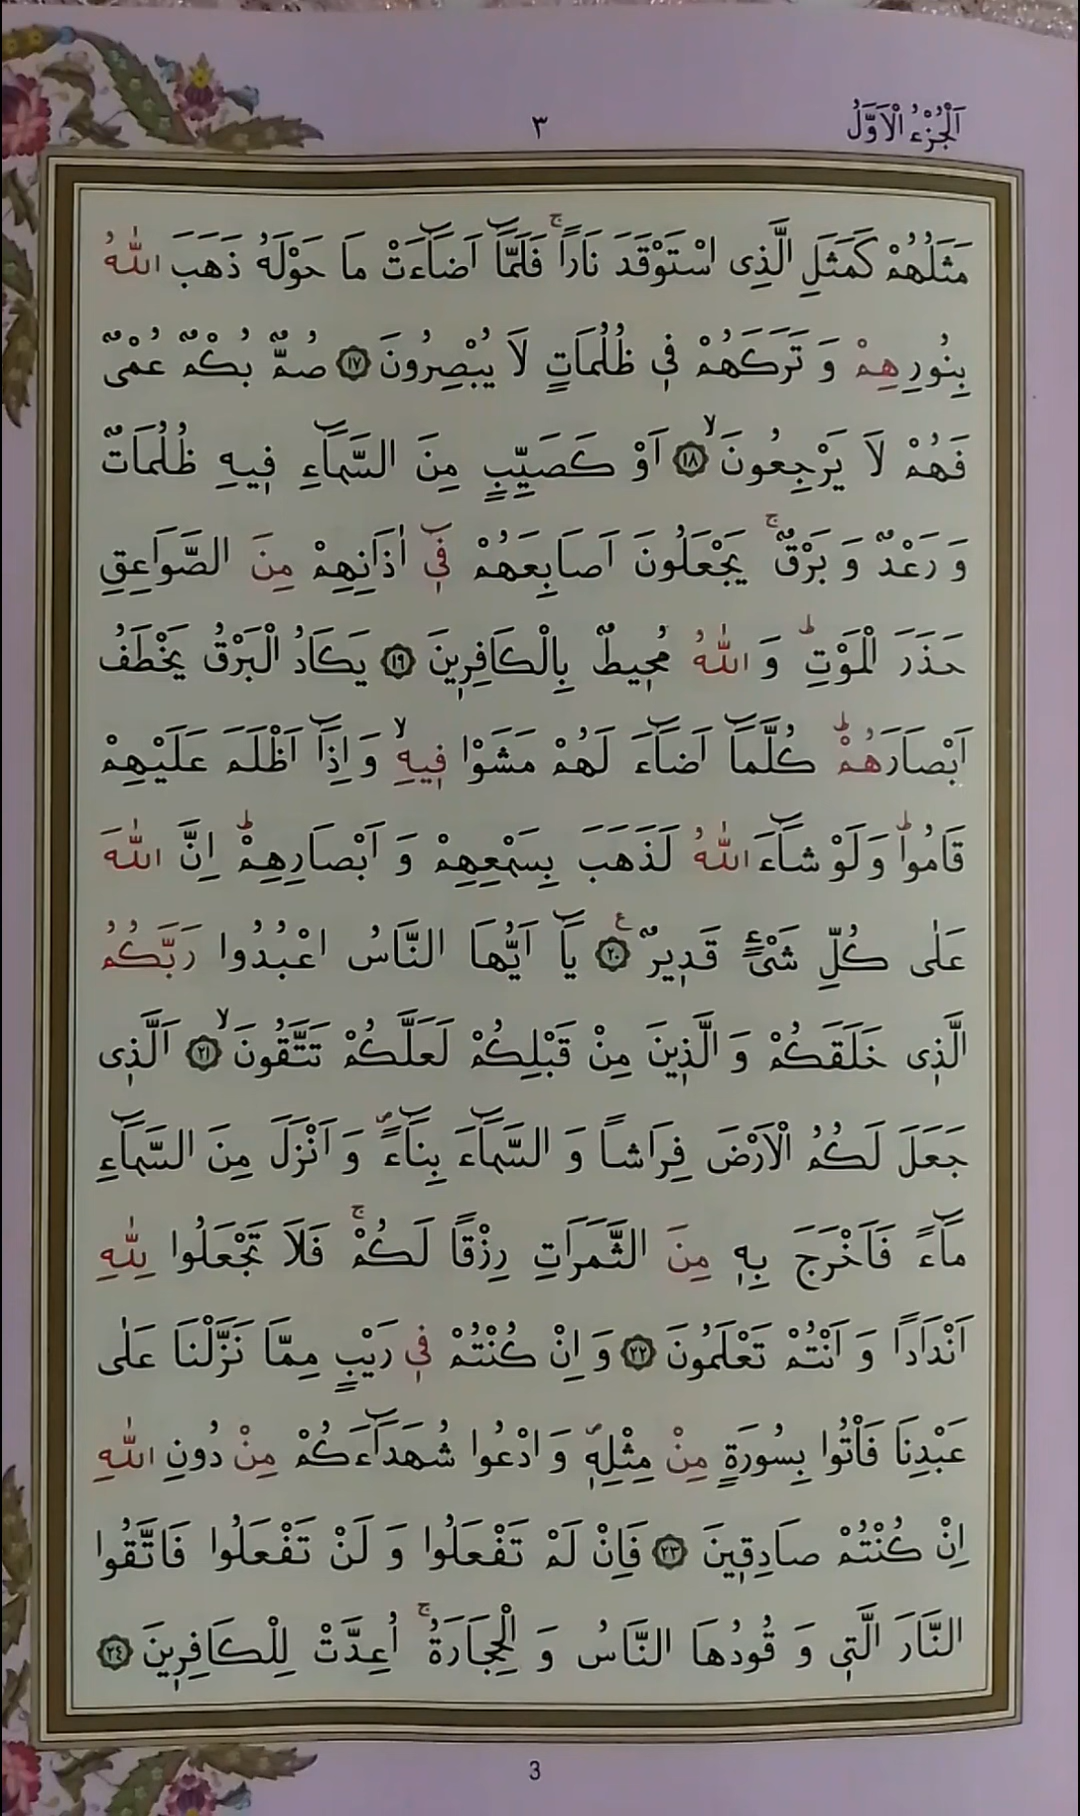 اَلْجُزْءُ الْاَوَّلُ
٣
مَثَلُهُمْ كَمَثَلِ الَّذِى اسْتَوْقَدَ نَاراًۚ فَلَمَّٓا اَضَٓاءَتْ مَا حَوْلَهُ ذَهَبَ اللّٰهُ
بِنُورِهِمْ وَ تَرَكَهُمْ فٖى ظُلُمَاتٍ لَا يُبْصِرُونَ ١٧ صُمٌّ بُكْمٌ عُمْىٌ
فَهُمْ لَا يَرْجِعُونَۙ ١٨ اَوْ كَصَيِّبٍ مِنَ السَّمَٓاءِ فٖيهِ ظُلُمَاتٌ
وَ رَعْدٌ وَ بَرْقٌۚ يَجْعَلُونَ اَصَابِعَهُمْ فٖٓى اٰذَانِهِمْ مِنَ الصَّوَاعِقِ
حَذَرَ الْمَوْتِۜ وَ اللّٰهُ مُحٖيطٌ بِالْكَافِرٖينَ ١٩ يَكَادُ الْبَرْقُ يَخْطَفُ
اَبْصَارَهُمْۜ كُلَّمَٓا اَضَٓاءَ لَهُمْ مَشَوْا فٖيهِۙ وَ اِذَٓا اَظْلَمَ عَلَيْهِمْ
قَامُواۜ وَ لَوْ شَٓاءَ اللّٰهُ لَذَهَبَ بِسَمْعِهِمْ وَ اَبْصَارِهِمْۜ اِنَّ اللّٰهَ
عَلٰى كُلِّ شَىْءٍ قَدٖيرٌ ع ٢٠ يَٓا اَيُّهَا النَّاسُ اعْبُدُوا رَبَّكُمُ
الَّذٖى خَلَقَكُمْ وَ الَّذٖينَ مِنْ قَبْلِكُمْ لَعَلَّكُمْ تَتَّقُونَۙ ٢١ اَلَّذٖى
جَعَلَ لَكُمُ الْاَرْضَ فِرَاشاً وَ السَّمَٓاءَ بِنَٓاءًۖ وَ اَنْزَلَ مِنَ السَّمَٓاءِ
مَٓاءً فَاَخْرَجَ بِهٖ مِنَ الثَّمَرَاتِ رِزْقاً لَكُمْۚ فَلَا تَجْعَلُوا لِلّٰهِ
اَنْدَاداً وَ اَنْتُمْ تَعْلَمُونَ ٢٢ وَ اِنْ كُنْتُمْ فٖى رَيْبٍ مِمَّا نَزَّلْنَا عَلٰى
عَبْدِنَا فَاْتُوا بِسُورَةٍ مِنْ مِثْلِهٖۖ وَ ادْعُوا شُهَدَٓاءَكُمْ مِنْ دُونِ اللّٰهِ
اِنْ كُنْتُمْ صَادِقٖينَ ٢٣ فَاِنْ لَمْ تَفْعَلُوا وَ لَنْ تَفْعَلُوا فَاتَّقُوا
النَّارَ الَّتٖى وَ قُودُهَا النَّاسُ وَ الْحِجَارَةُۚ اُعِدَّتْ لِلْكَافِرٖينَ ٢٤
3